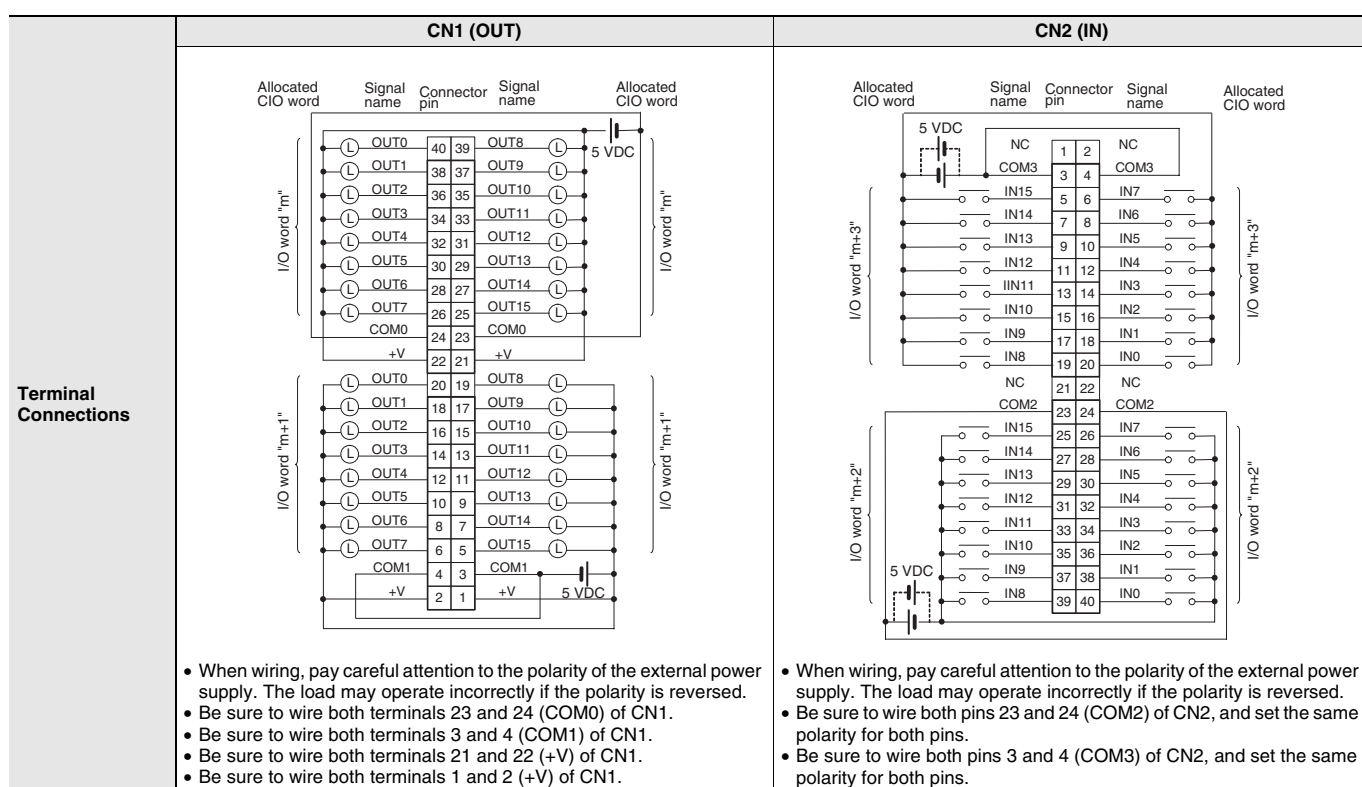 CN1 (OUT) CN2 (IN)
Terminal
Connections
Allocated
CIO word
Signal
name
Connector
pin
Signal
name
Allocated
CIO word
5 VDC
I/O word "m"
OUT0 40 39 OUT8
OUT1 38 37 OUT9
OUT2 36 35 OUT10
OUT3 34 33 OUT11
OUT4 32 31 OUT12
OUT5 30 29 OUT13
OUT6 28 27 OUT14
OUT7 26 25 OUT15
I/O word "m"
COM0 24 23 COM0
+V 22 21 +V
I/O word "m+1"
L OUT0 20 19 OUT8 L
L OUT1 18 17 OUT9 L
L OUT2 16 15 OUT10 L
L OUT3 14 13 OUT11 L
L OUT4 12 11 OUT12 L
L OUT5 10 9 OUT13 L
L OUT6 8 7 OUT14 L
L OUT7 6 5 OUT15 L
I/O word "m+1"
COM1 4 3 COM1
+V 2 1 +V 5 VDC
• When wiring, pay careful attention to the polarity of the external power
supply. The load may operate incorrectly if the polarity is reversed.
• Be sure to wire both terminals 23 and 24 (COM0) of CN1.
• Be sure to wire both terminals 3 and 4 (COM1) of CN1.
• Be sure to wire both terminals 21 and 22 (+V) of CN1.
• Be sure to wire both terminals 1 and 2 (+V) of CN1.
Allocated
CIO word
Signal
name
Connector
pin
Signal
name
Allocated
CIO word
5 VDC
NC 1 2 NC
COM3 3 4 COM3
I/O word "m+3"
IN15 5 6 IN7
IN14 7 8 IN6
IN13 9 10 IN5
IN12 11 12 IN4
IIN11 13 14 IN3
IN10 15 16 IN2
IN9 17 18 IN1
IN8 19 20 IN0
I/O word "m+3"
NC 21 22 NC
COM2 23 24 COM2
I/O word "m+2"
IN15 25 26 IN7
IN14 27 28 IN6
IN13 29 30 IN5
IN12 31 32 IN4
IN11 33 34 IN3
IN10 35 36 IN2
IN9 37 38 IN1
IN8 39 40 IN0
I/O word "m+2"
5 VDC
• When wiring, pay careful attention to the polarity of the external power
supply. The load may operate incorrectly if the polarity is reversed.
• Be sure to wire both pins 23 and 24 (COM2) of CN2, and set the same
polarity for both pins.
• Be sure to wire both pins 3 and 4 (COM3) of CN2, and set the same
polarity for both pins.